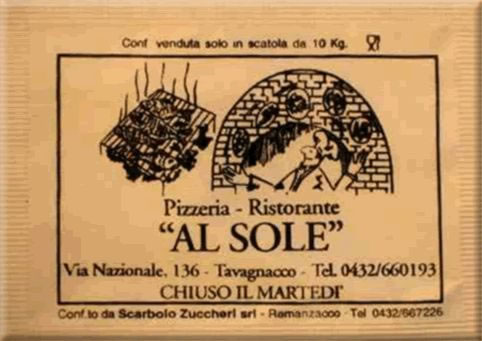 Conf. venduta solo in scatola da 10 Kg.
Pizzeria - Ristorante
"AL SOLE"
Via Nazionale, 136 - Tavagnacco - Tel. 0432/660193
CHIUSO IL MARTEDI'
Conf.to da Scarbolo Zuccheri srl - Remanzacco - Tel 0432/667226